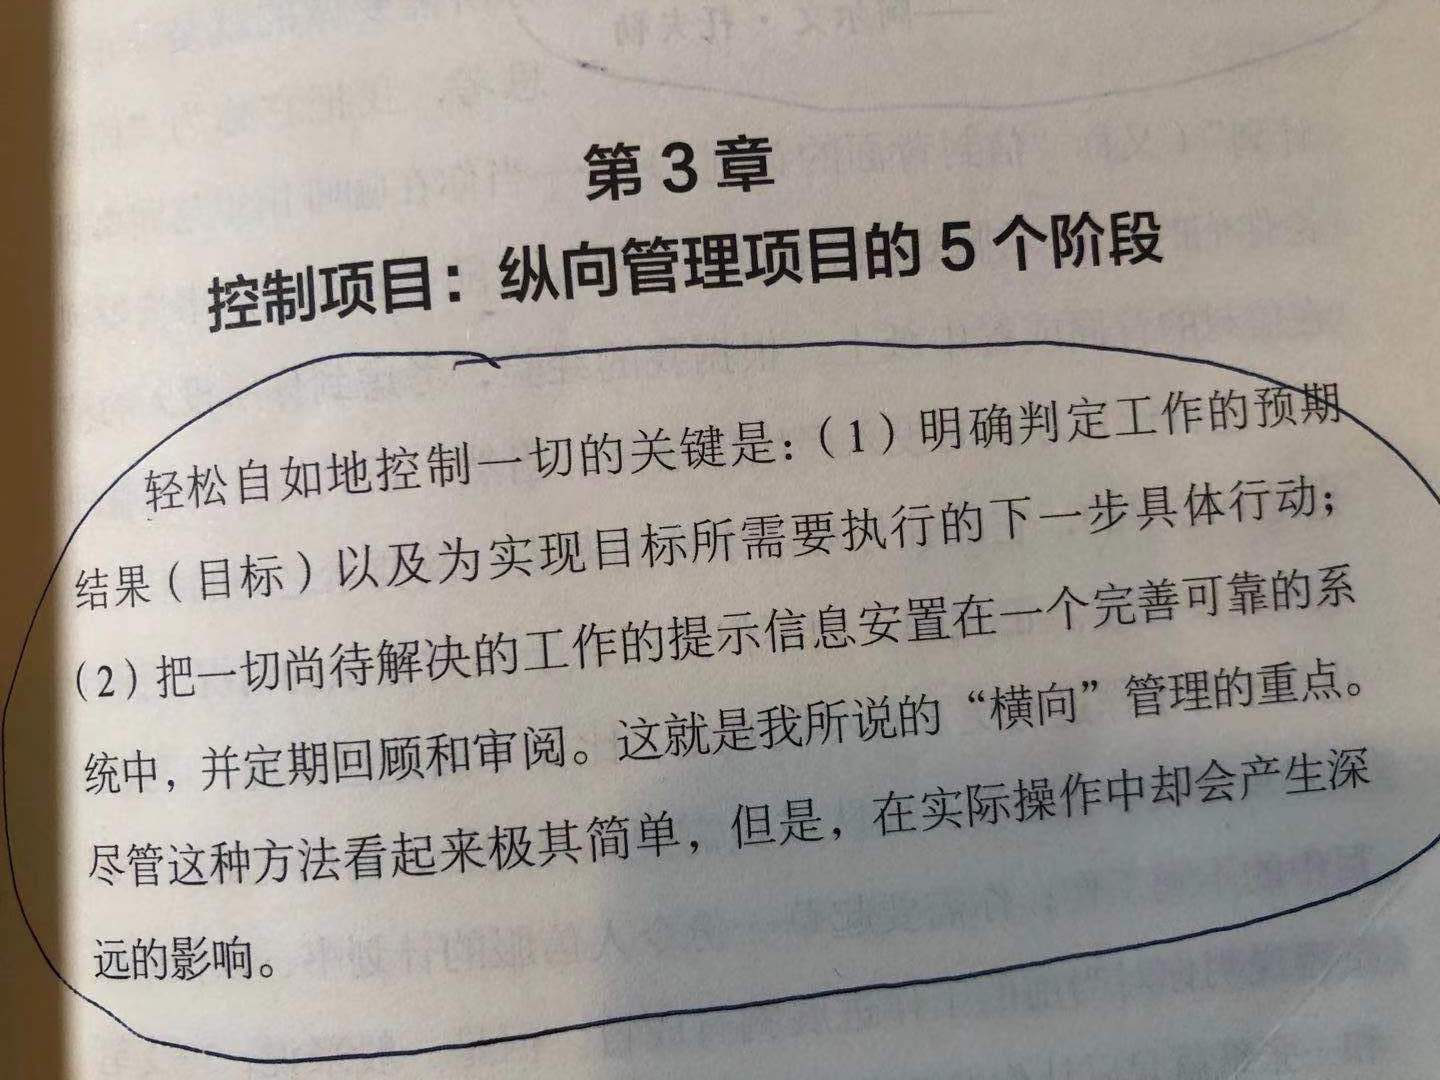 第 3 章
控制项目：纵向管理项目的 5 个阶段
轻松自如地控制一切的关键是：（1）明确判定工作的预期
结果（目标）以及为实现目标所需要执行的下一步具体行动；
（2）把一切尚待解决的工作的提示信息安置在一个完善可靠的系
统中，并定期回顾和审阅。这就是我所说的“横向”管理的重点。
尽管这种方法看起来极其简单，但是，在实际操作中却会产生深
远的影响。